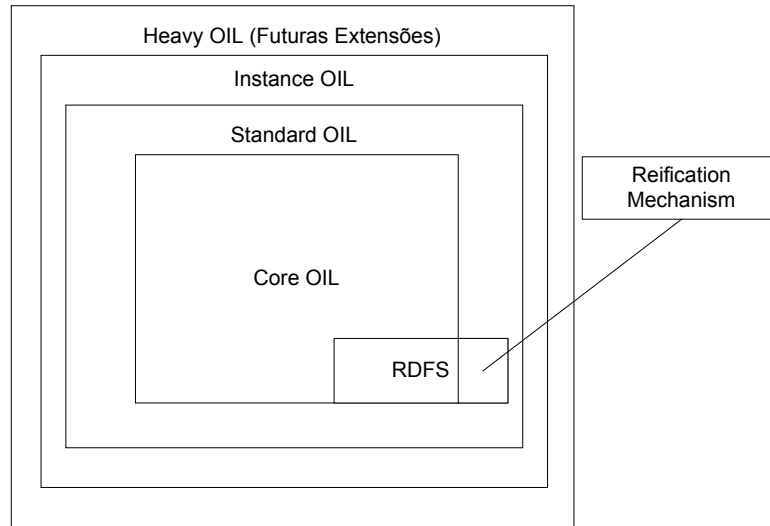 Heavy OIL (Futuras Extensões)
Instance OIL
Standard OIL
Reification
Mechanism
Core OIL
RDFS